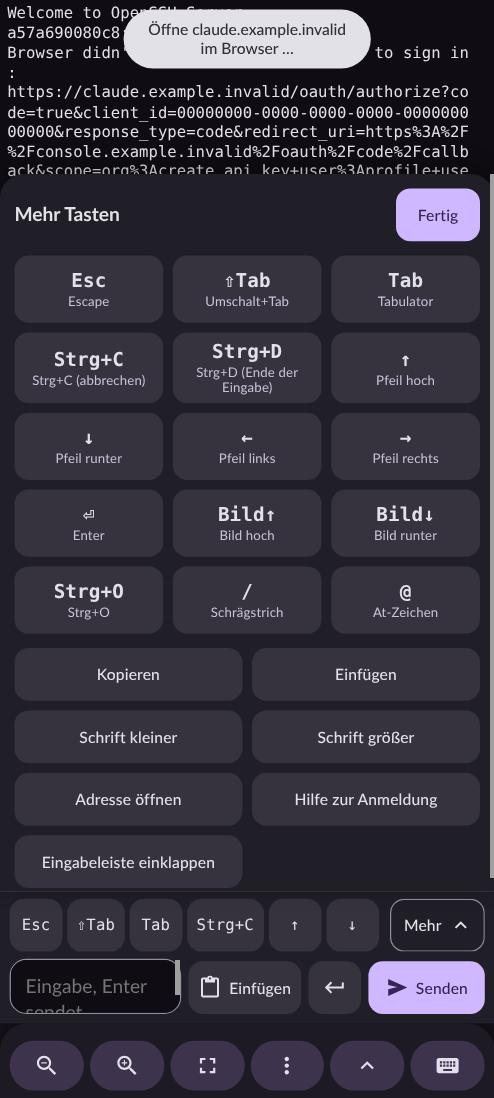 Welcome to OpenSSH Server
Öffne claude.example.invalid
im Browser ...
a57a690080c8
Browser didn' to sign in
:
https://claude.example.invalid/oauth/authorize?co
de=true&client_id=00000000-0000-0000-0000-0000000
00000&response_type=code&redirect_uri=https%3A%2F
%2Fconsole.example.invalid%2Foauth%2Fcode%2Fcallb
ack&scope=org%3Acreate_api_key+user%3Aprofile+use
Mehr Tasten
Fertig
Esc ⇧Tab Tab
Escape Umschalt+Tab Tabulator
Strg+C Strg+D ↑
Strg+C (abbrechen) Strg+D (Ende der Pfeil hoch
Eingabe)
↓ ← →
Pfeil runter Pfeil links Pfeil rechts
⏎ Bild↑ Bild↓
Enter Bild hoch Bild runter
Strg+O / @
Strg+O Schrägstrich At-Zeichen
Kopieren Einfügen
Schrift kleiner Schrift größer
Adresse öffnen Hilfe zur Anmeldung
Eingabeleiste einklappen
Esc ⇧Tab Tab Strg+C ↑ ↓ Mehr
Eingabe, Enter Einfügen Senden
sendet